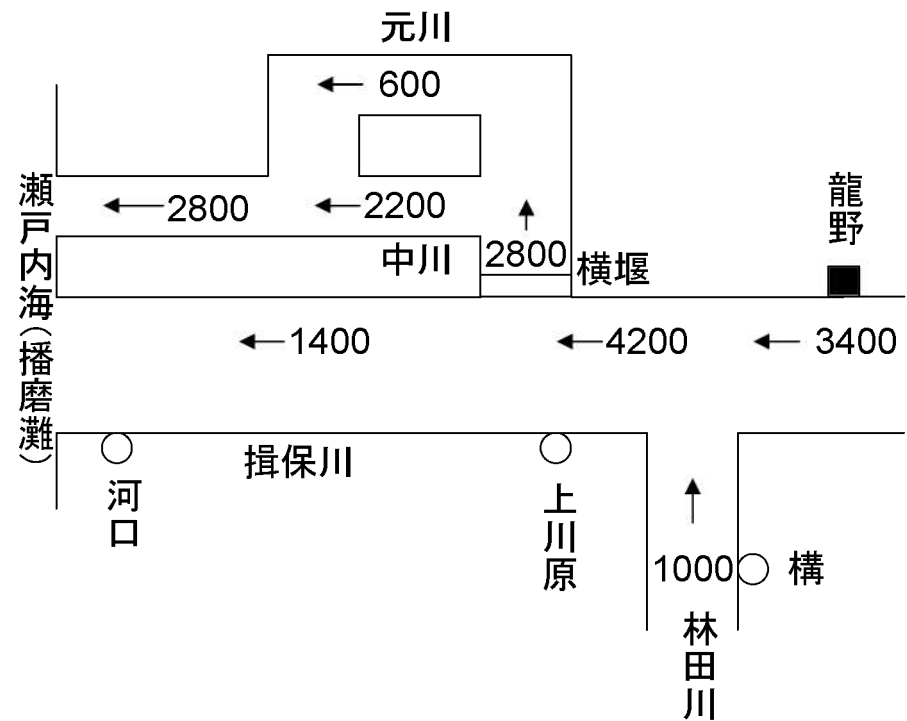 元川
600
瀬戸内海(播磨灘)
2800
2200
龍野
中川
2800
横堰
1400
4200
3400
揖保川
河口
上川原
1000
構
林田川